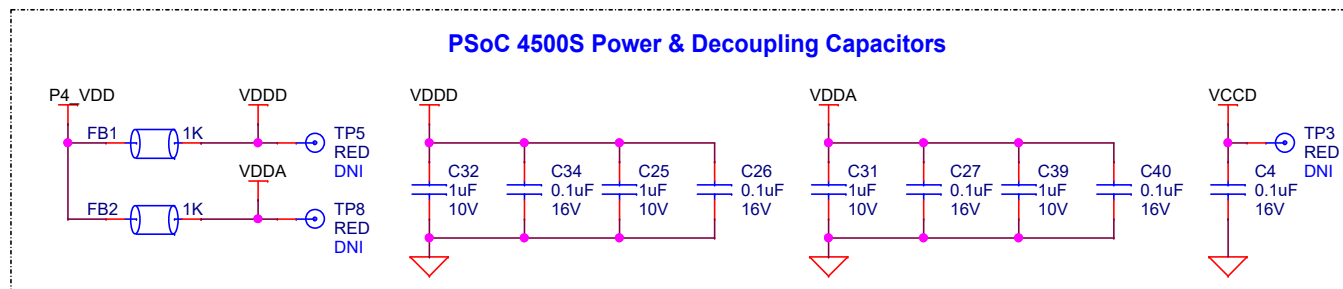 PSoC 4500S Power & Decoupling Capacitors
P4_VDD
VDDD
FB1
1K
TP5
RED
DNI
VDDA
FB2
1K
TP8
RED
DNI
VDDD
C32
1uF
10V
C34
0.1uF
16V
C25
1uF
10V
C26
0.1uF
16V
VDDA
C31
1uF
10V
C27
0.1uF
16V
C39
1uF
10V
C40
0.1uF
16V
VCCD
TP3
RED
DNI
C4
0.1uF
16V